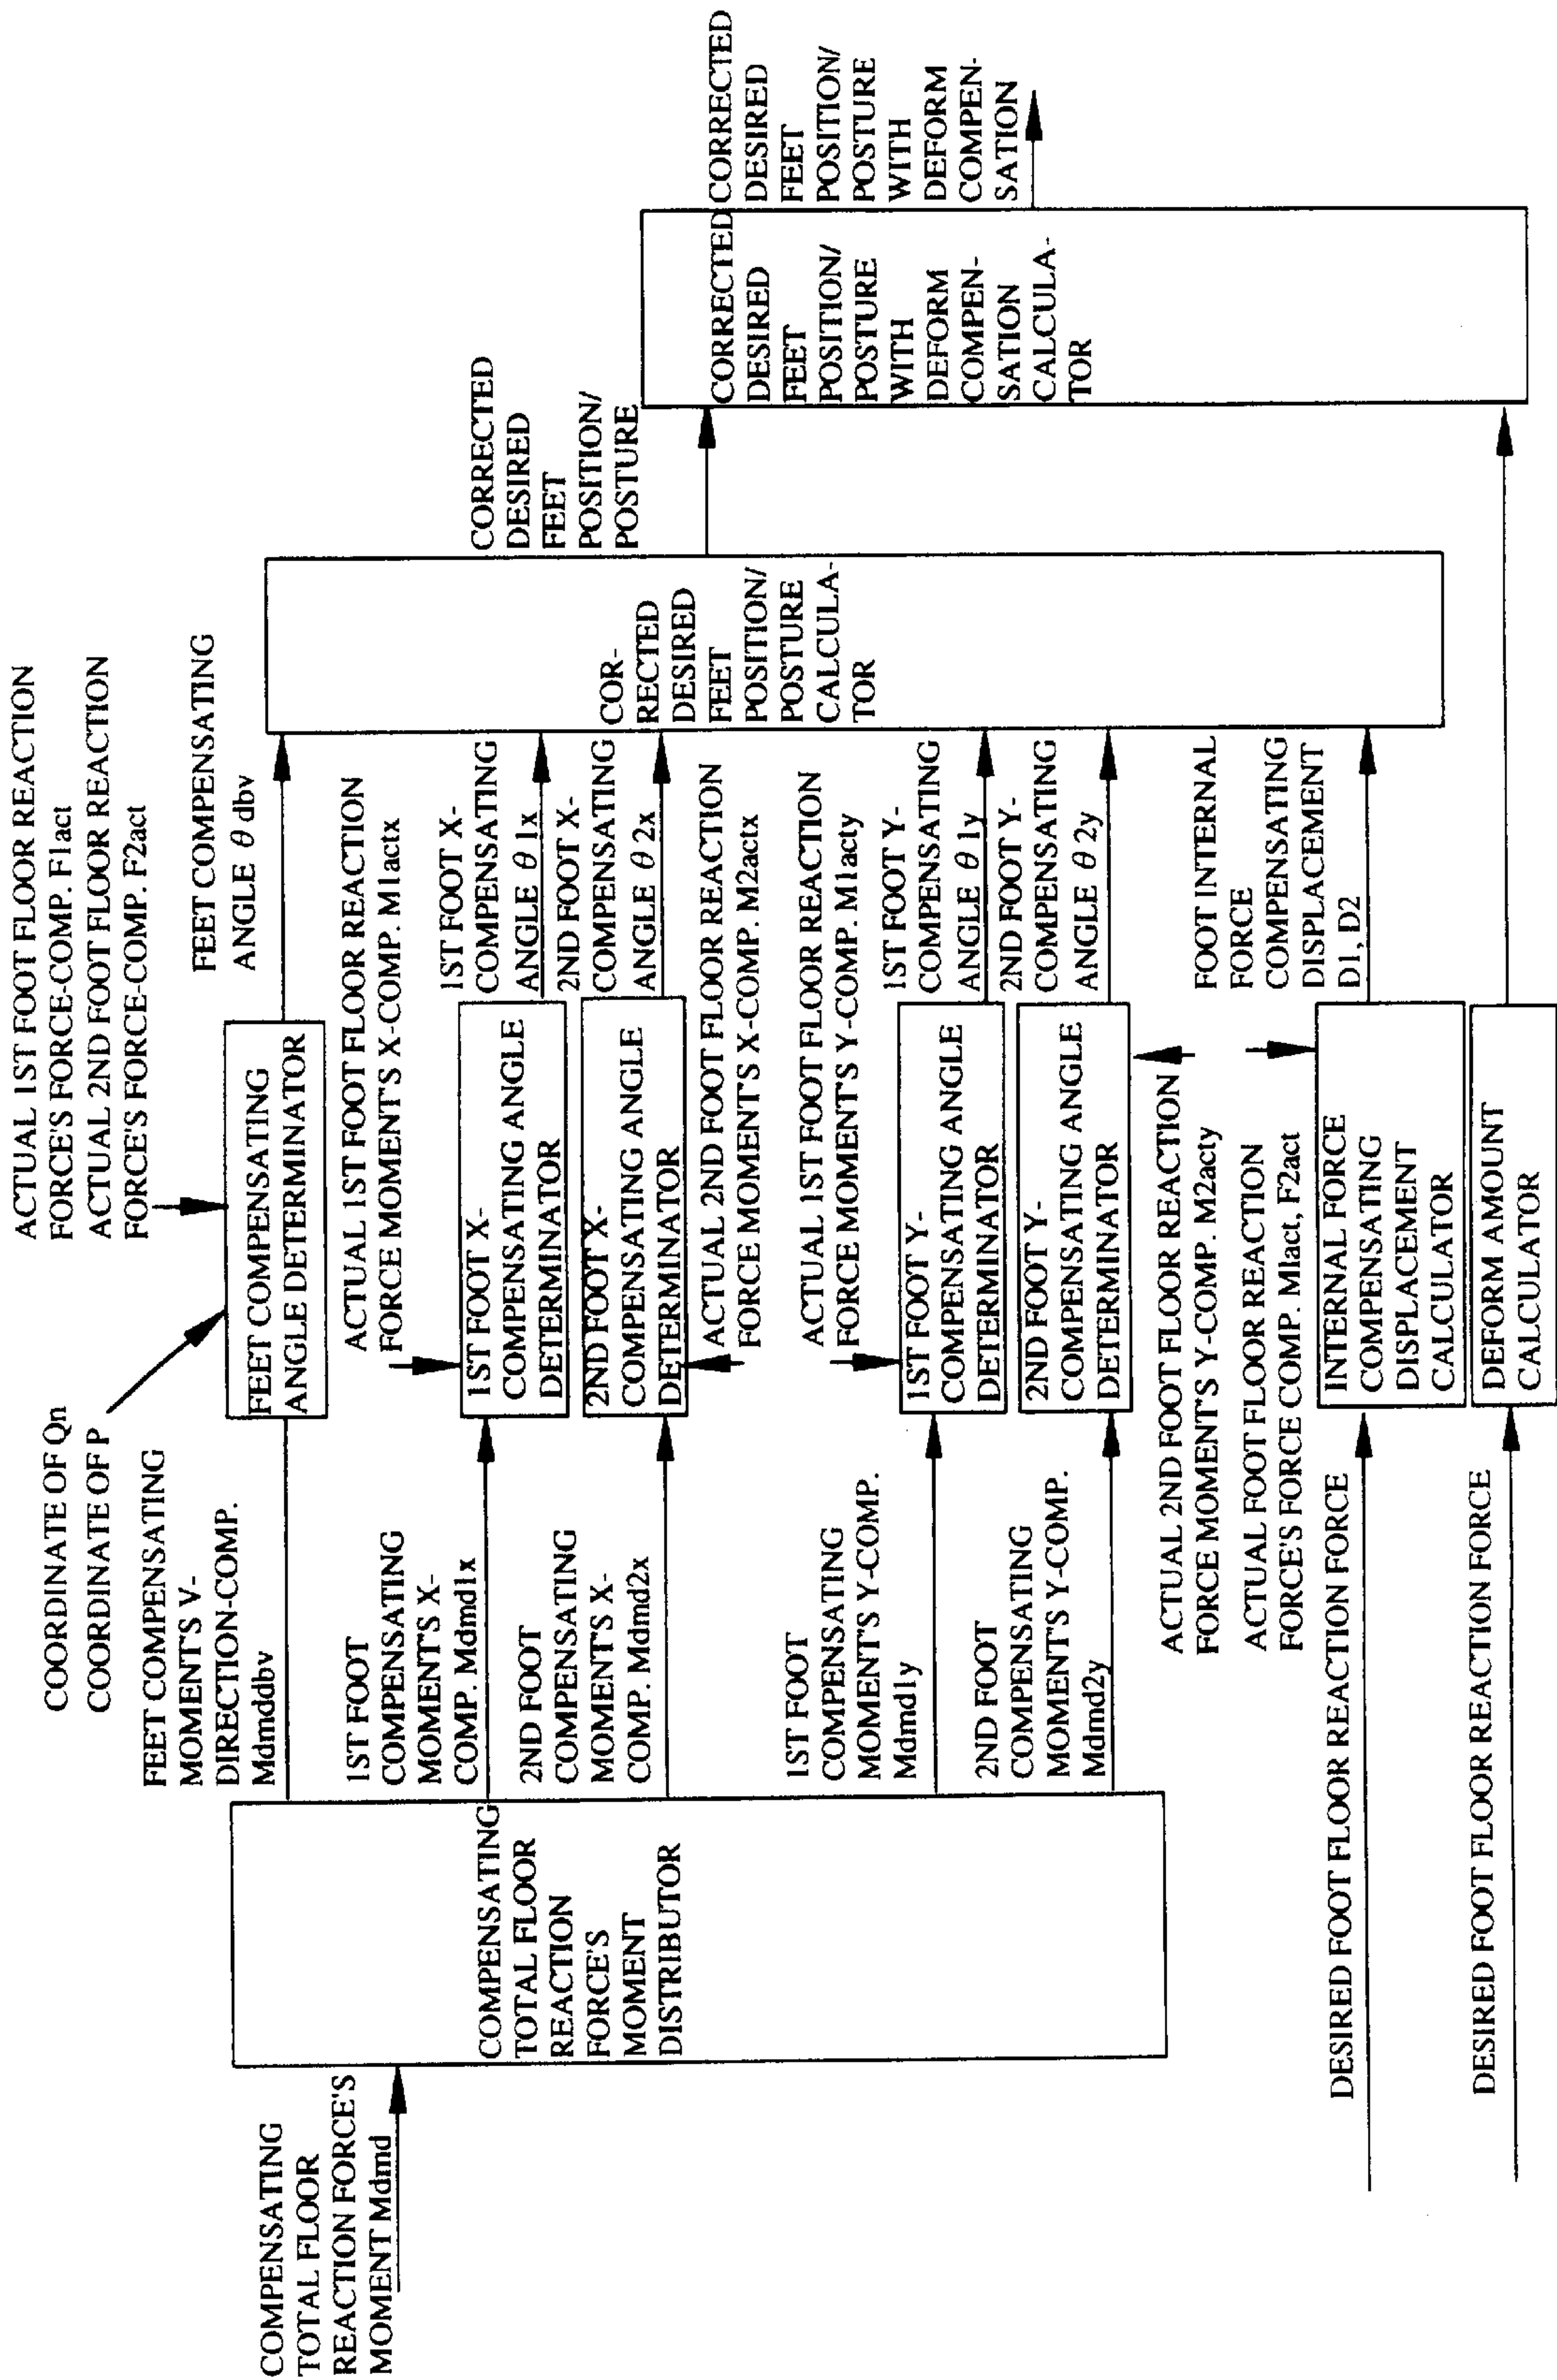 COMPENSATING
TOTAL FLOOR
REACTION FORCE'S
MOMENT Mdmd
COMPENSATING
TOTAL FLOOR
REACTION
FORCE'S
MOMENT
DISTRIBUTOR
COORDINATE OF Qn
COORDINATE OF P
FEET COMPENSATING
MOMENT'S V-
DIRECTION-COMP.
Mdmddbv
1ST FOOT
COMPENSATING
MOMENT'S X-
COMP. Mdmd1x
2ND FOOT
COMPENSATING
MOMENT'S X-
COMP. Mdmd2x
1ST FOOT
COMPENSATING
MOMENT'S Y-COMP.
Mdmd1y
2ND FOOT
COMPENSATING
MOMENT'S Y-COMP.
Mdmd2y
DESIRED FOOT FLOOR REACTION FORCE
DESIRED FOOT FLOOR REACTION FORCE
ACTUAL 1ST FOOT FLOOR REACTION
FORCE'S FORCE-COMP. F1act
ACTUAL 2ND FOOT FLOOR REACTION
FORCE'S FORCE-COMP. F2act
FEET COMPENSATING
ANGLE DETERMINATOR
ACTUAL 1ST FOOT FLOOR REACTION
FORCE MOMENT'S X-COMP. M1actx
1ST FOOT X-
COMPENSATING ANGLE
DETERMINATOR
2ND FOOT X-
COMPENSATING ANGLE
DETERMINATOR
ACTUAL 2ND FOOT FLOOR REACTION
FORCE MOMENT'S X-COMP. M2actx
ACTUAL 1ST FOOT FLOOR REACTION
FORCE MOMENT'S Y-COMP. M1acty
1ST FOOT Y-
COMPENSATING ANGLE
DETERMINATOR
2ND FOOT Y-
COMPENSATING ANGLE
DETERMINATOR
ACTUAL 2ND FOOT FLOOR REACTION
FORCE MOMENT'S Y-COMP. M2acty
ACTUAL FOOT FLOOR REACTION
FORCE'S FORCE COMP. M1act, F2act
INTERNAL FORCE
COMPENSATING
DISPLACEMENT
CALCULATOR
DEFORM AMOUNT
CALCULATOR
FEET COMPENSATING
ANGLE θ dbv
1ST FOOT X-
COMPENSATING
ANGLE θ 1x
2ND FOOT X-
COMPENSATING
ANGLE θ 2x
1ST FOOT Y-
COMPENSATING
ANGLE θ 1y
2ND FOOT Y-
COMPENSATING
ANGLE θ 2y
FOOT INTERNAL
FORCE
COMPENSATING
DISPLACEMENT
D1, D2
COR-
RECTED
DESIRED
FEET
POSITION/
POSTURE
CALCULA-
TOR
CORRECTED
DESIRED
FEET
POSITION/
POSTURE
CORRECTED
DESIRED
FEET
POSITION/
POSTURE
WITH
DEFORM
COMPEN-
SATION
CALCULA-
TOR
CORRECTED
DESIRED
FEET
POSITION/
POSTURE
WITH
DEFORM
COMPEN-
SATION